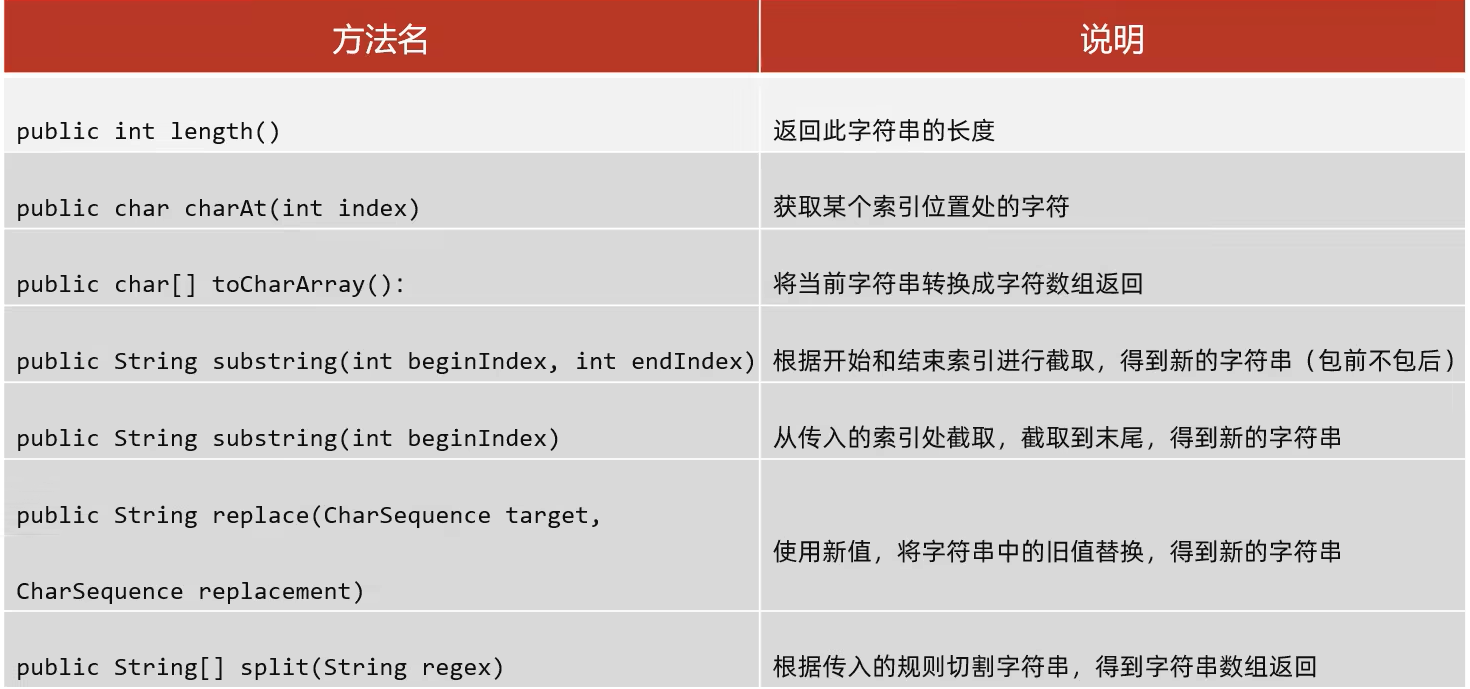 方法名 说明
public int length() 返回此字符串的长度
public char charAt(int index) 获取某个索引位置处的字符
public char[] toCharArray()： 将当前字符串转换成字符数组返回
public String substring(int beginIndex, int endIndex) 根据开始和结束索引进行截取，得到新的字符串（包前不包后）
public String substring(int beginIndex) 从传入的索引处截取，截取到末尾，得到新的字符串
public String replace(CharSequence target,
使用新值，将字符串中的旧值替换，得到新的字符串
CharSequence replacement)
public String[] split(String regex) 根据传入的规则切割字符串，得到字符串数组返回